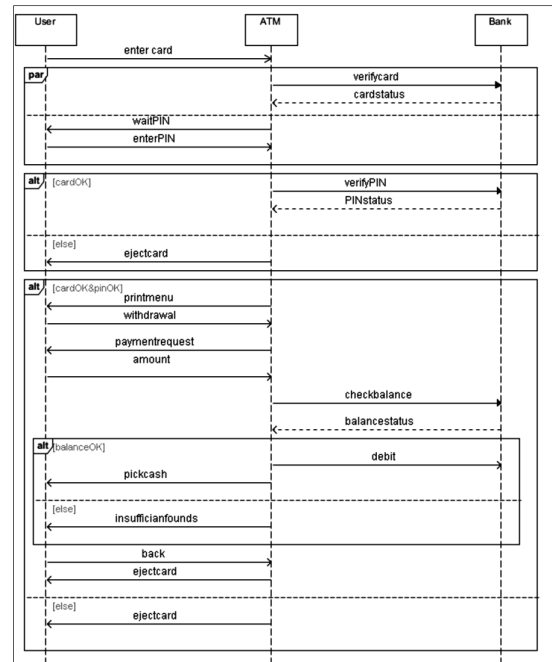 User
ATM
Bank
enter card
par
verifycard
cardstatus
waitPIN
enterPIN
alt
[cardOK]
verifyPIN
PINstatus
[else]
ejectcard
alt
[cardOK&pinOK]
printmenu
withdrawal
paymentrequest
amount
checkbalance
balancestatus
alt
[balanceOK]
debit
pickcash
[else]
insufficianfounds
back
ejectcard
[else]
ejectcard